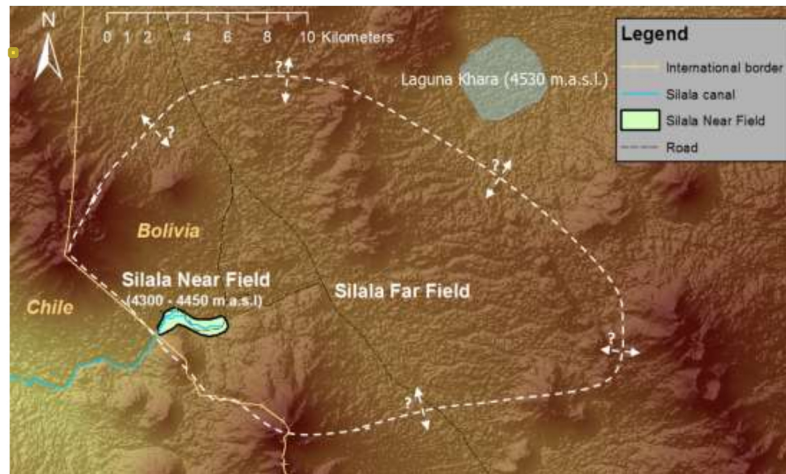 N
0 1 2 4 6 8 10 Kilometers
Legend
International border
Silala canal
Silala Near Field
Road
Laguna Khara (4530 m.a.s.l.)
?
?
?
Bolivia
Silala Near Field
(4300 - 4450 m.a.s.l)
Silala Far Field
Chile
?
?